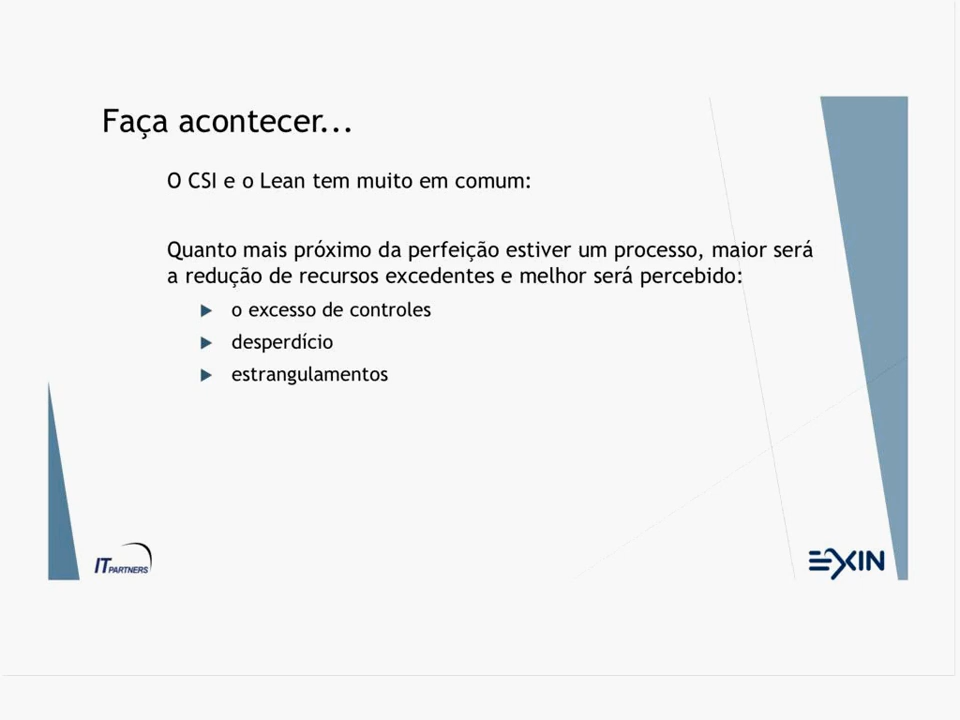 Faça acontecer...
O CSI e o Lean tem muito em comum:
Quanto mais próximo da perfeição estiver um processo, maior será
a redução de recursos excedentes e melhor será percebido:
o excesso de controles
desperdício
estrangulamentos
IT PARTNERS
EXIN